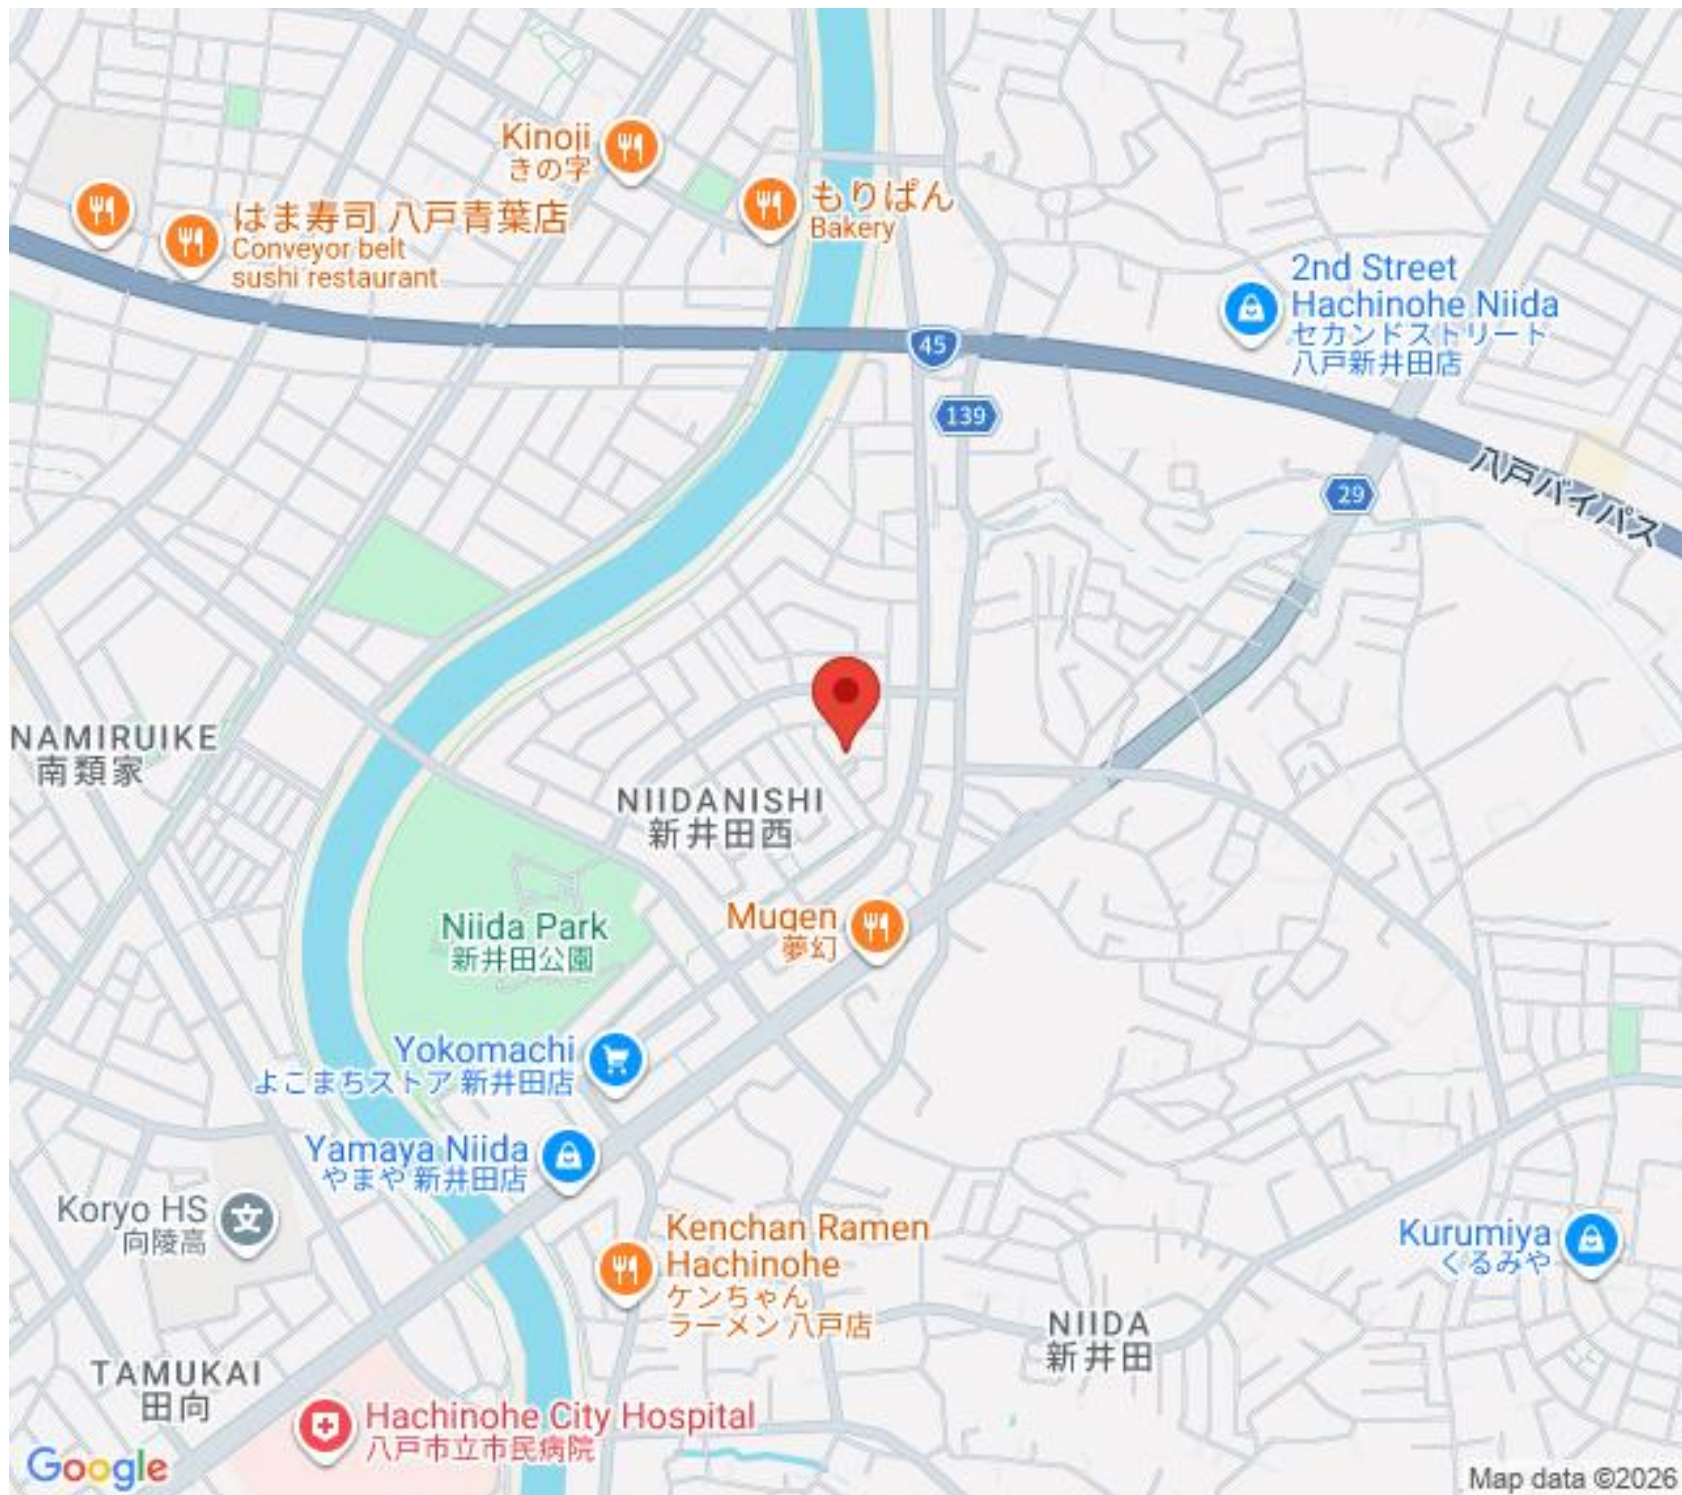 Kinoji
きの字
もりぱん
Bakery
はま寿司 八戸青葉店
Conveyor belt
sushi restaurant
2nd Street
Hachinohe Niida
セカンドストリート
八戸新井田店
45
139
八戸バイパス
29
NAMIRUIKE
南類家
NIIDANISHI
新井田西
Niida Park
新井田公園
Mugen
夢幻
Yokomachi
よこまちストア 新井田店
Yamaya Niida
やまや 新井田店
Koryo HS
向陵高
文
Kenchan Ramen
Hachinohe
ケンちゃん
ラーメン 八戸店
Kurumiya
くるみや
NIIDA
新井田
TAMUKAI
田向
Hachinohe City Hospital
八戸市立市民病院
Google
Map data ©2026